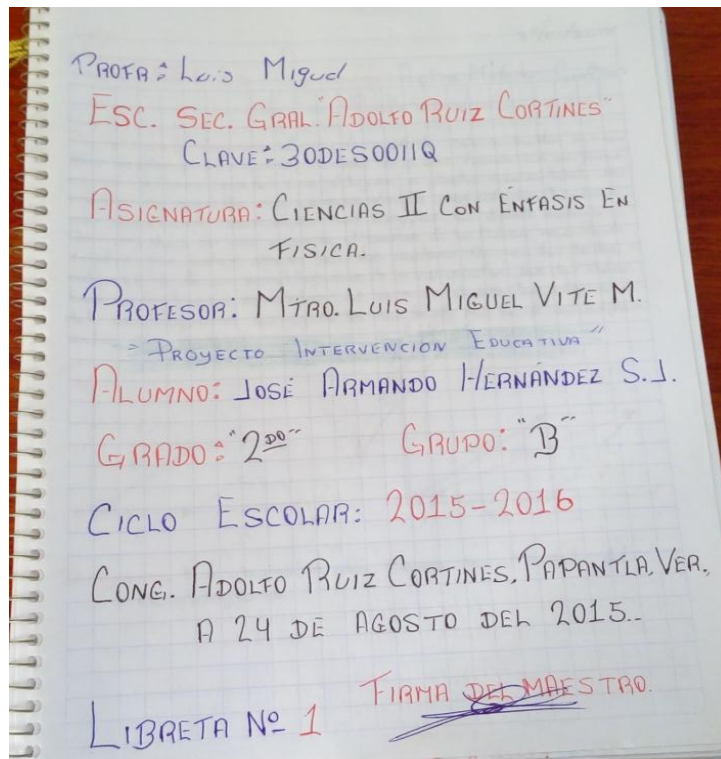 PROFR: Luis Miguel
ESC. SEC. GRAL. "ADOLFO RUIZ CORTINES"
CLAVE: 30DES0011Q
ASIGNATURA: CIENCIAS II CON ÉNFASIS EN
FISICA.
PROFESOR: MTRO. LUIS MIGUEL VITE M.
"PROYECTO INTERVENCION EDUCATIVA"
ALUMNO: JOSÉ ARMANDO HERNÁNDEZ S.J.
GRADO: "2DO" GRUPO: "B"
CICLO ESCOLAR: 2015-2016
CONG. ADOLFO RUIZ CORTINES, PAPANTLA, VER.,
A 24 DE AGOSTO DEL 2015..
FIRMA DEL MAESTRO.
LIBRETA Nº 1